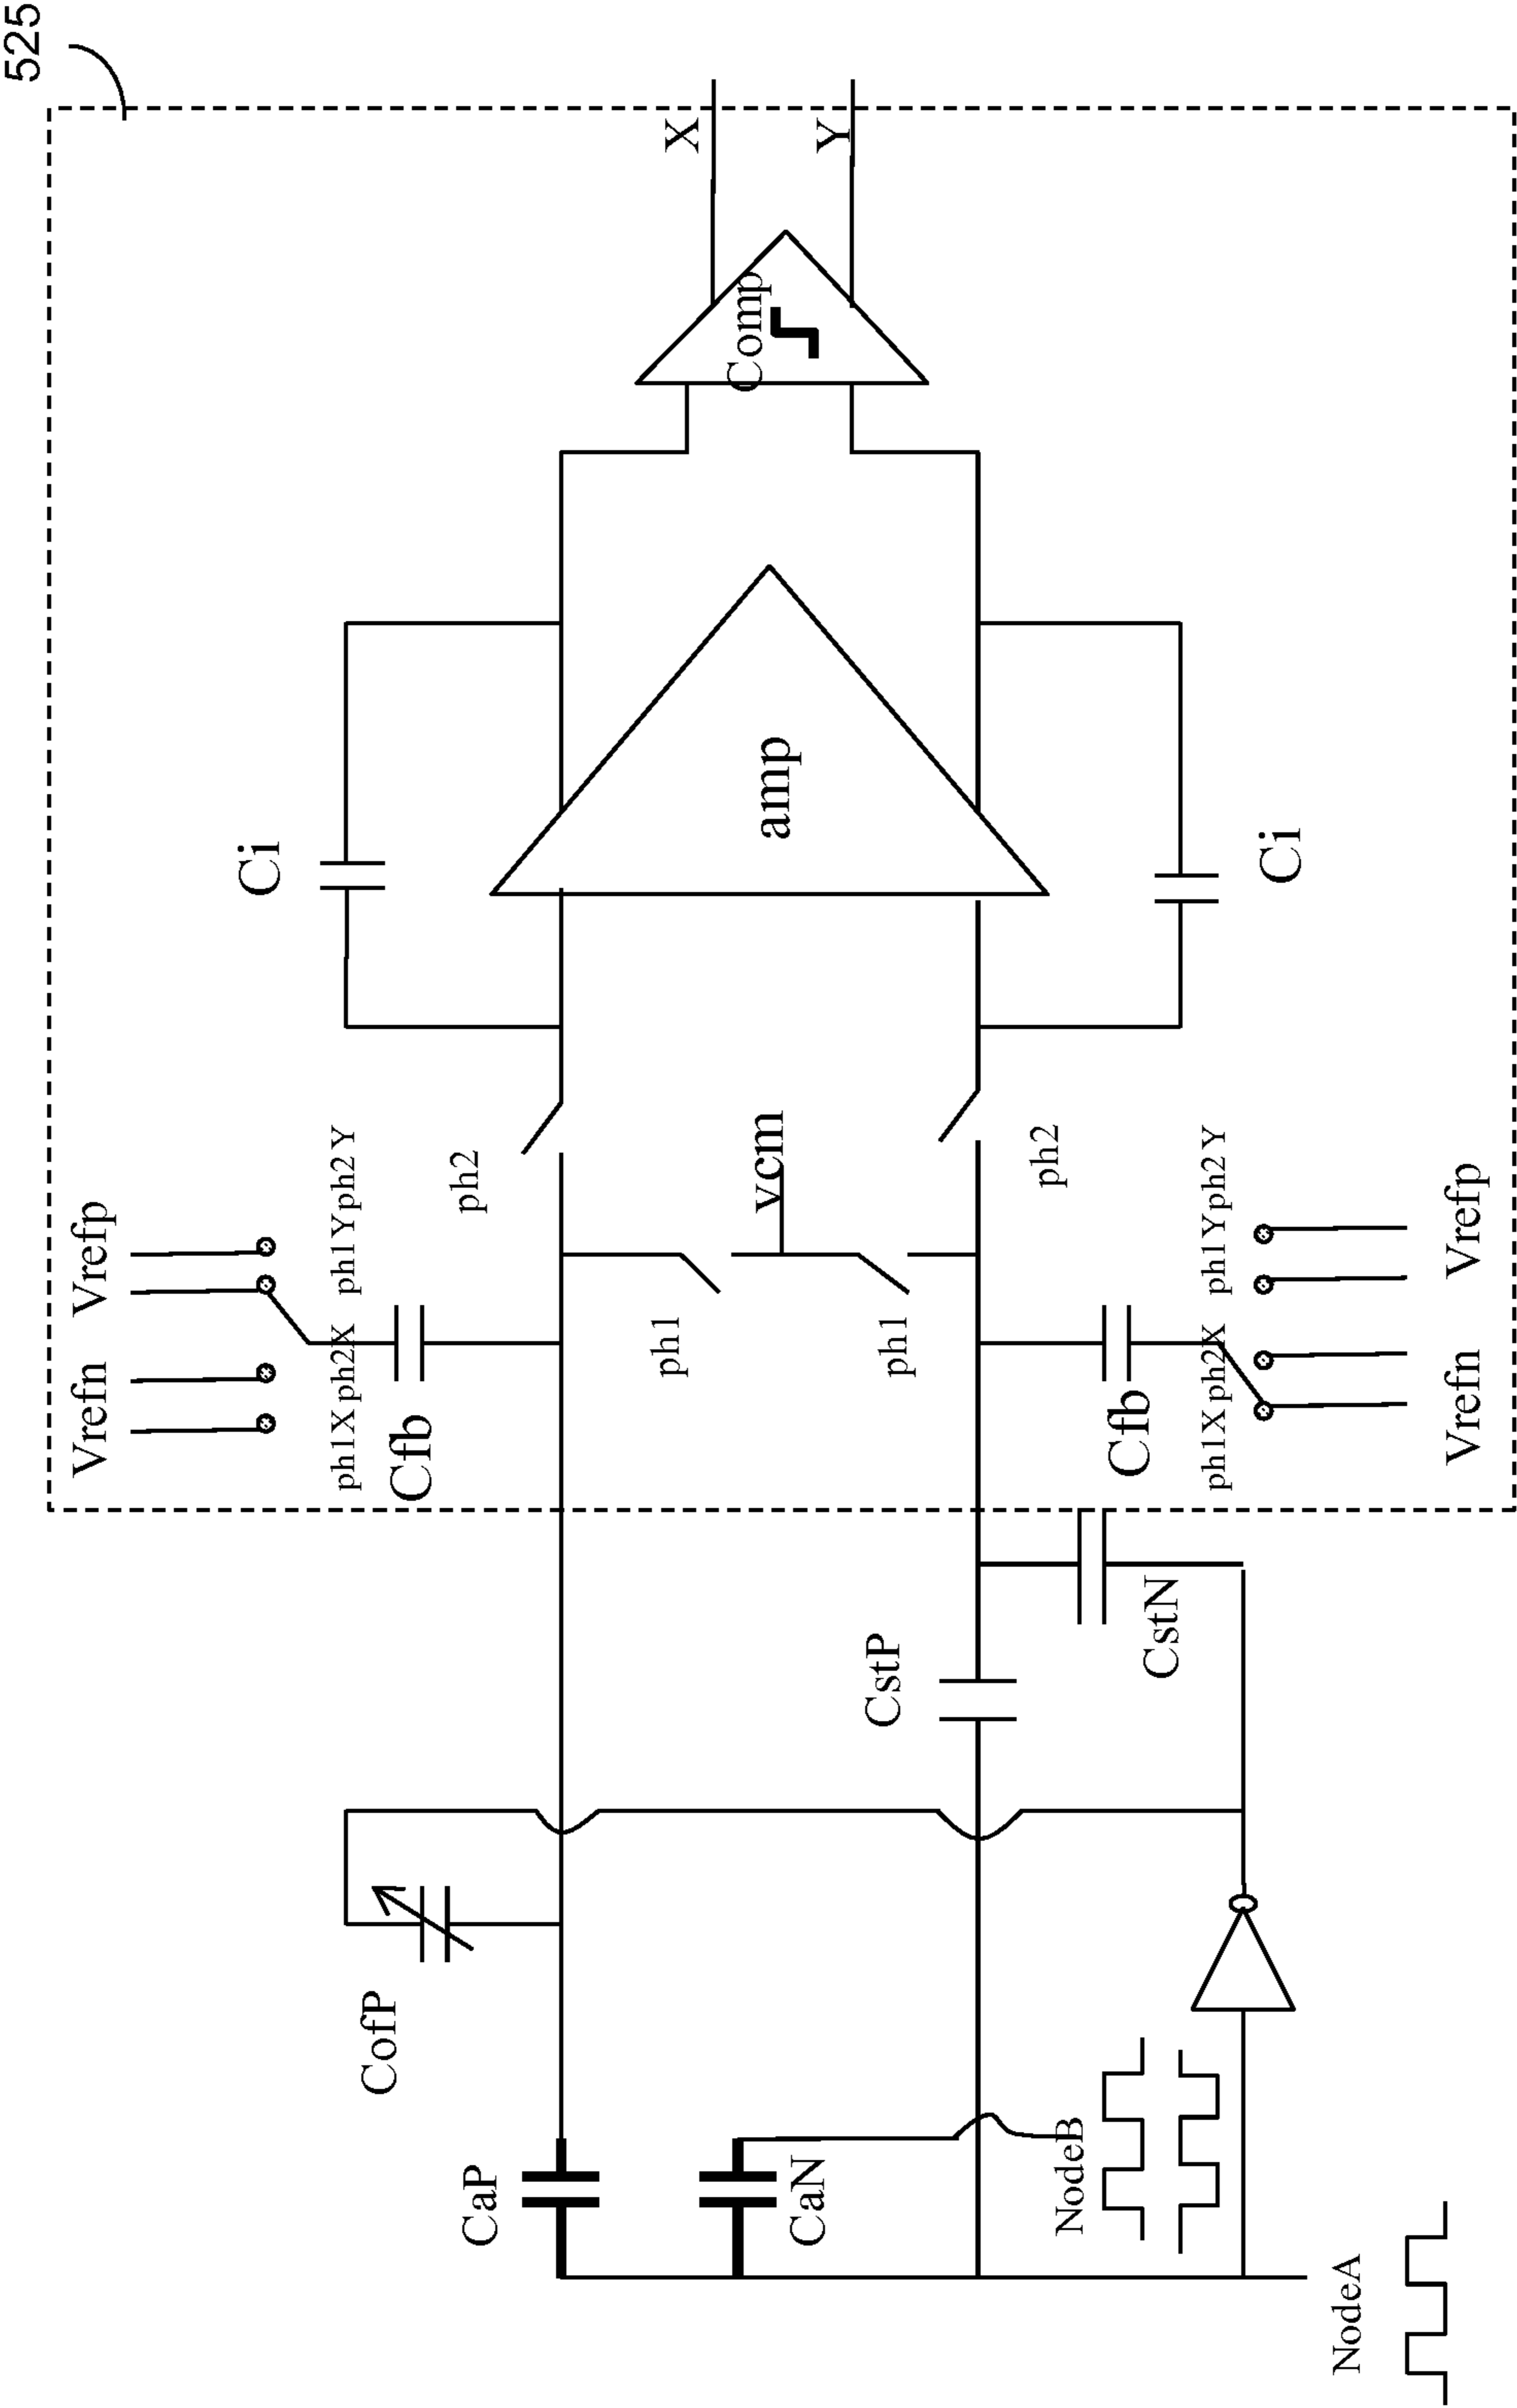 525
Vrefn Vrefp
ph1X ph2X ph1Y ph2Y
Cfb
Ci
ph2
X
CofP
CaP
ph1
vcm
amp
Comp
Y
CaN
CstP
ph1
ph2
NodeB
CstN
Cfb
Ci
ph1X ph2X ph1Y ph2Y
NodeA
Vrefn Vrefp